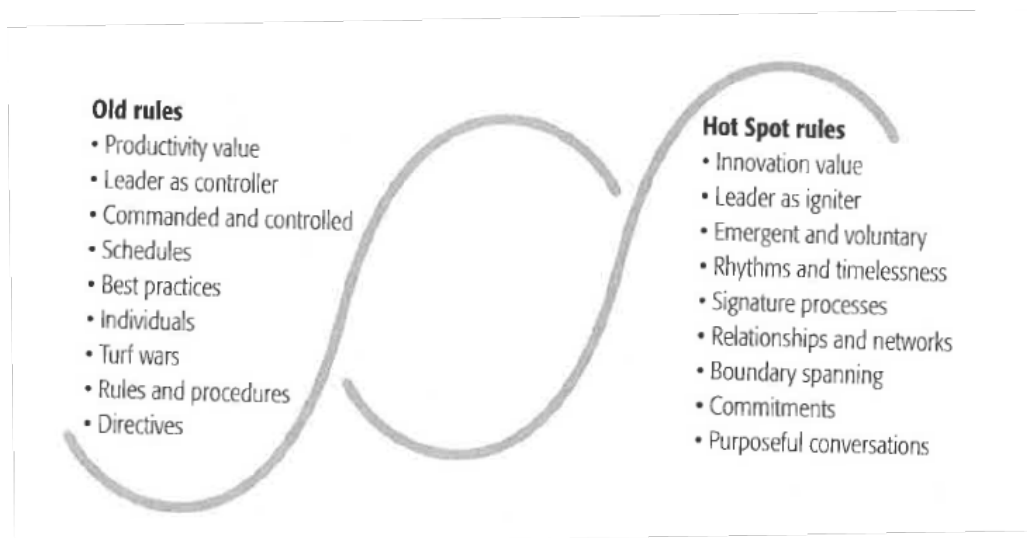 Old rules
• Productivity value
• Leader as controller
• Commanded and controlled
• Schedules
• Best practices
• Individuals
• Turf wars
• Rules and procedures
• Directives
Hot Spot rules
• Innovation value
• Leader as igniter
• Emergent and voluntary
• Rhythms and timelessness
• Signature processes
• Relationships and networks
• Boundary spanning
• Commitments
• Purposeful conversations